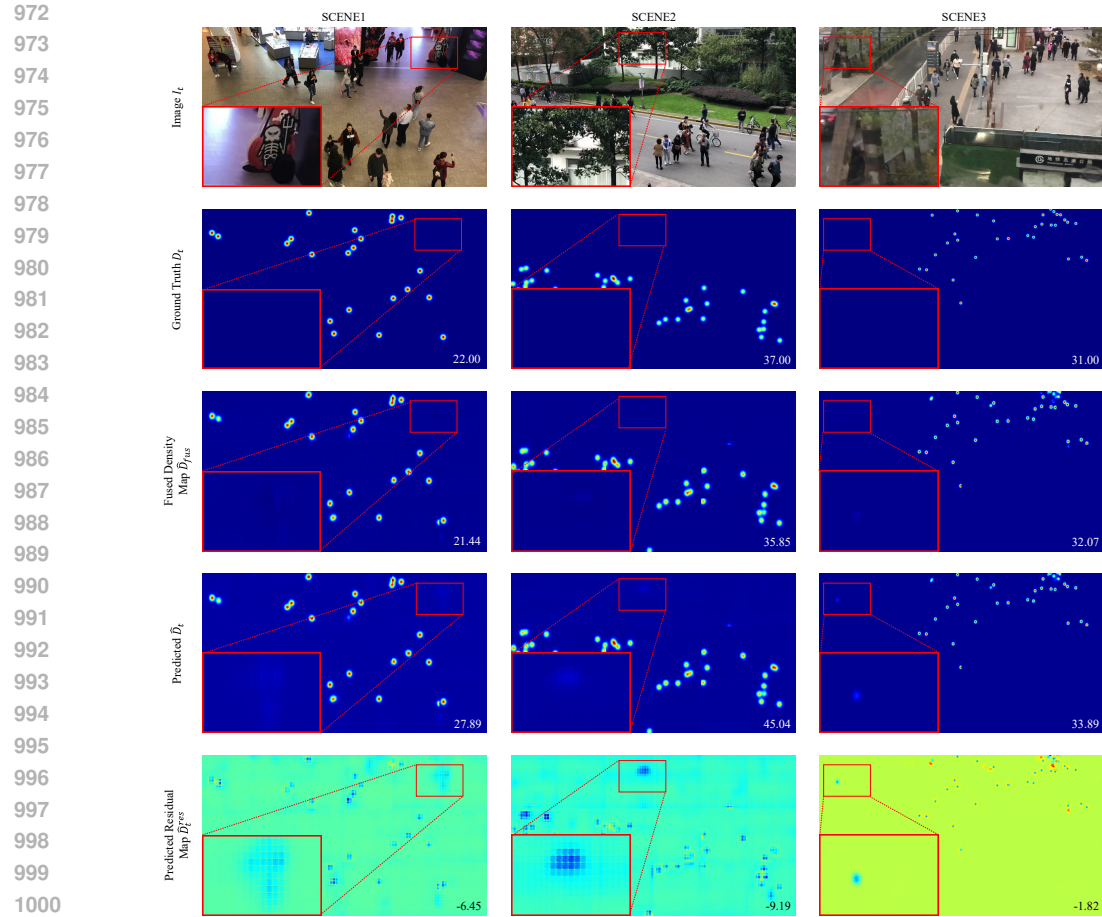 SCENE1 SCENE2 SCENE3
972
973
974
975
976
977
978
979
980
981
982
983
984
985
986
987
988
989
990
991
992
993
994
995
996
997
998
999
1000
Image I_t
Ground Truth D_t
22.00 37.00 31.00
Fused Density
Map D̂_fus
21.44 35.85 32.07
Predicted D̂_t
27.89 45.04 33.89
Predicted Residual
Map D̂_t^res
-6.45 -9.19 -1.82